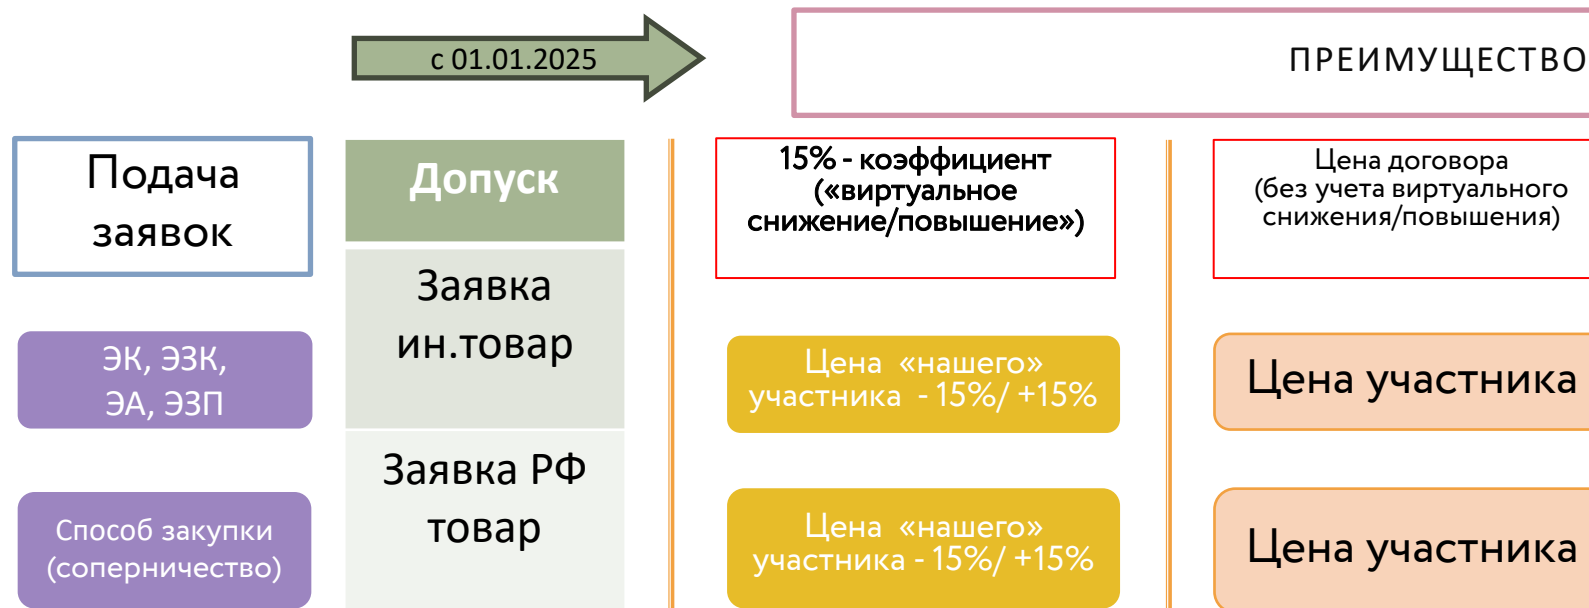 с 01.01.2025
ПРЕИМУЩЕСТВО
Подача
заявок
Допуск
15% - коэффициент
(«виртуальное
снижение/повышение»)
Цена договора
(без учета виртуального
снижения/повышения)
Заявка
ин.товар
ЭК, ЭЗК,
ЭА, ЭЗП
Цена «нашего»
участника - 15%/ +15%
Цена участника
Заявка РФ
товар
Способ закупки
(соперничество)
Цена «нашего»
участника - 15%/ +15%
Цена участника